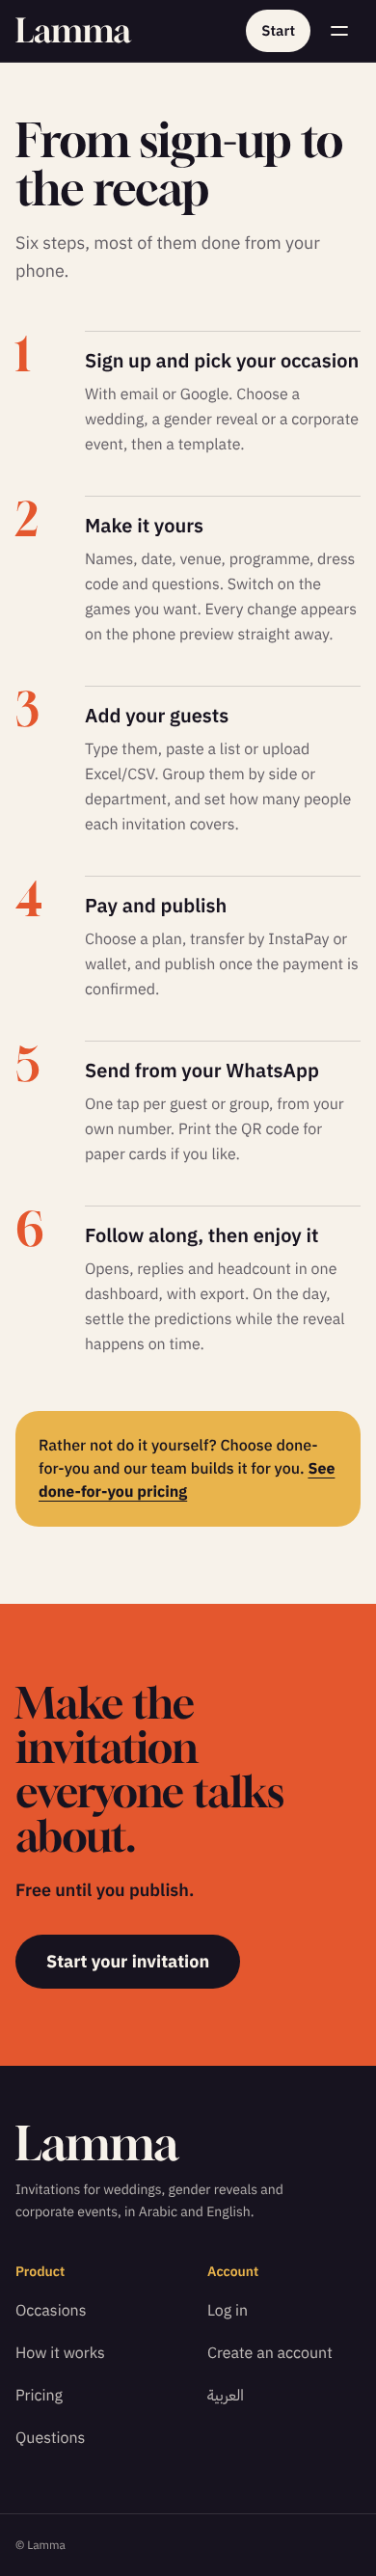 Lamma
Start
From sign-up to
the recap
Six steps, most of them done from your
phone.
1
Sign up and pick your occasion
With email or Google. Choose a
wedding, a gender reveal or a corporate
event, then a template.
2
Make it yours
Names, date, venue, programme, dress
code and questions. Switch on the
games you want. Every change appears
on the phone preview straight away.
3
Add your guests
Type them, paste a list or upload
Excel/CSV. Group them by side or
department, and set how many people
each invitation covers.
4
Pay and publish
Choose a plan, transfer by InstaPay or
wallet, and publish once the payment is
confirmed.
5
Send from your WhatsApp
One tap per guest or group, from your
own number. Print the QR code for
paper cards if you like.
6
Follow along, then enjoy it
Opens, replies and headcount in one
dashboard, with export. On the day,
settle the predictions while the reveal
happens on time.
Rather not do it yourself? Choose done-
for-you and our team builds it for you. See
done-for-you pricing
Make the
invitation
everyone talks
about.
Free until you publish.
Start your invitation
Lamma
Invitations for weddings, gender reveals and
corporate events, in Arabic and English.
Product
Occasions
How it works
Pricing
Questions
Account
Log in
Create an account
العربية
© Lamma